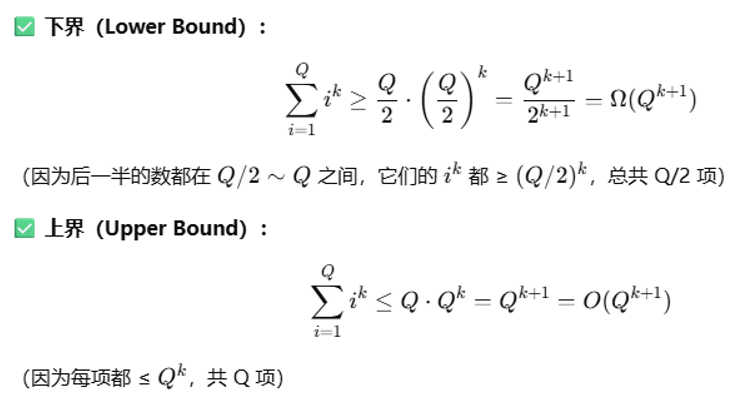 ✅ 下界（Lower Bound）：
$$\sum_{i=1}^{Q} i^k \geq \frac{Q}{2} \cdot \left(\frac{Q}{2}\right)^k = \frac{Q^{k+1}}{2^{k+1}} = \Omega(Q^{k+1})$$
（因为后一半的数都在 $Q/2 \sim Q$ 之间，它们的 $i^k$ 都 ≥ $(Q/2)^k$，总共 Q/2 项）
✅ 上界（Upper Bound）：
$$\sum_{i=1}^{Q} i^k \leq Q \cdot Q^k = Q^{k+1} = O(Q^{k+1})$$
（因为每项都 ≤ $Q^k$，共 Q 项）